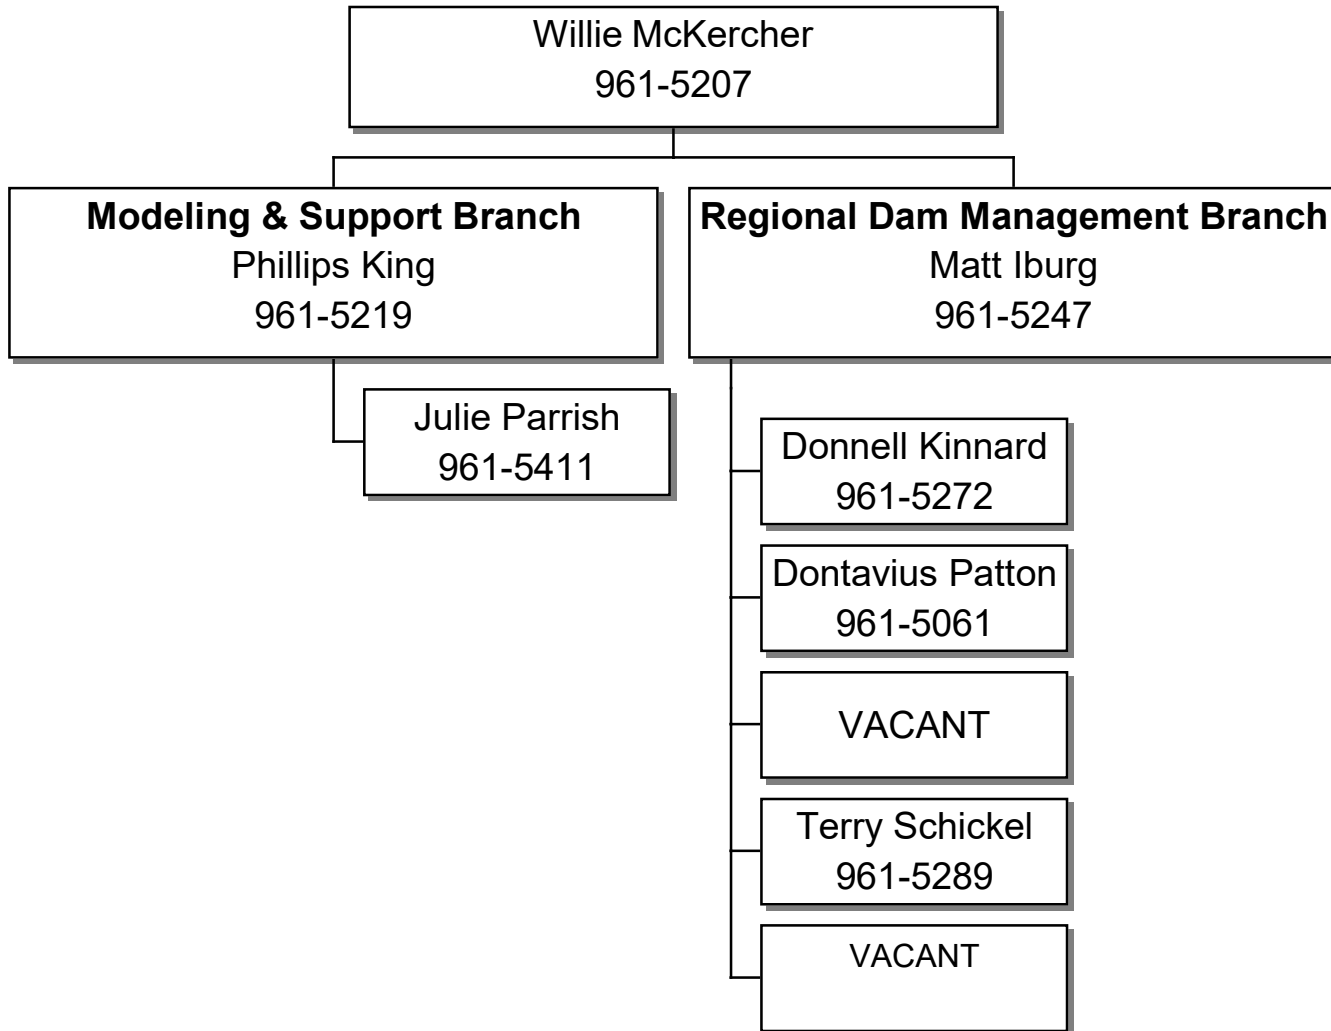 Willie McKercher
961-5207
Modeling & Support Branch
Phillips King
961-5219
Julie Parrish
961-5411
Regional Dam Management Branch
Matt Iburg
961-5247
Donnell Kinnard
961-5272
Dontavius Patton
961-5061
VACANT
Terry Schickel
961-5289
VACANT